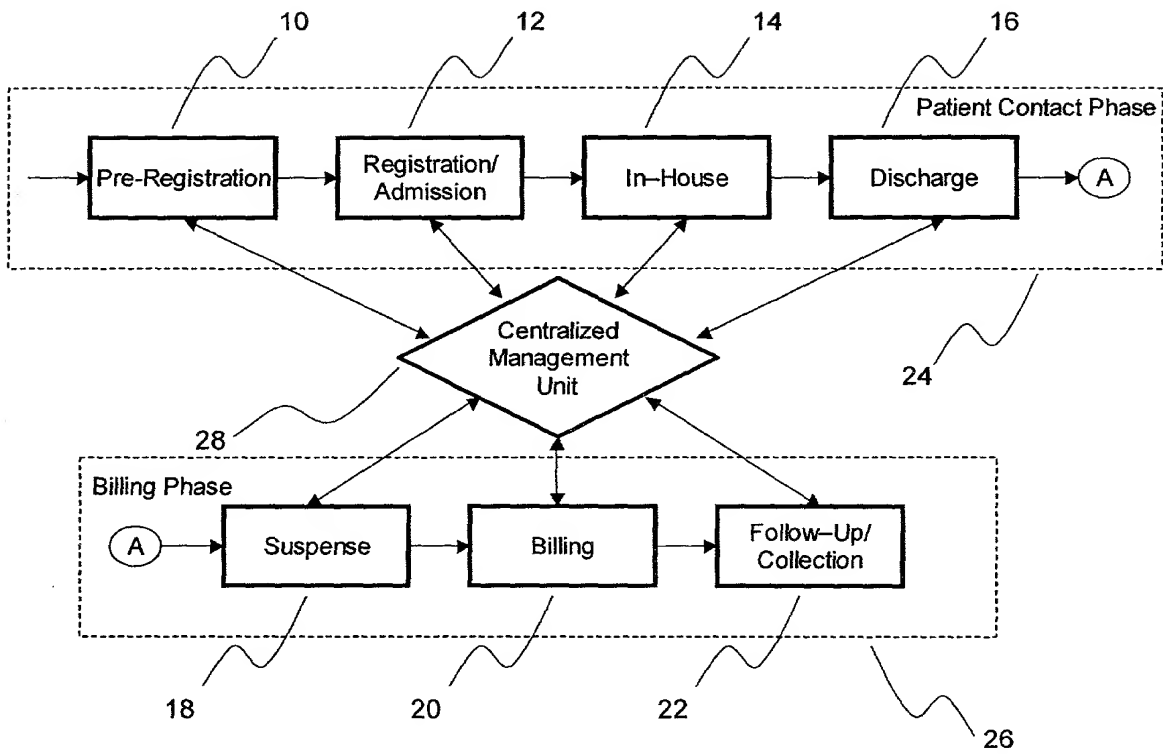 10
12
14
16
Patient Contact Phase
Pre-Registration
Registration/
Admission
In–House
Discharge
A
Centralized
Management
Unit
24
28
Billing Phase
A
Suspense
Billing
Follow–Up/
Collection
18
20
22
26